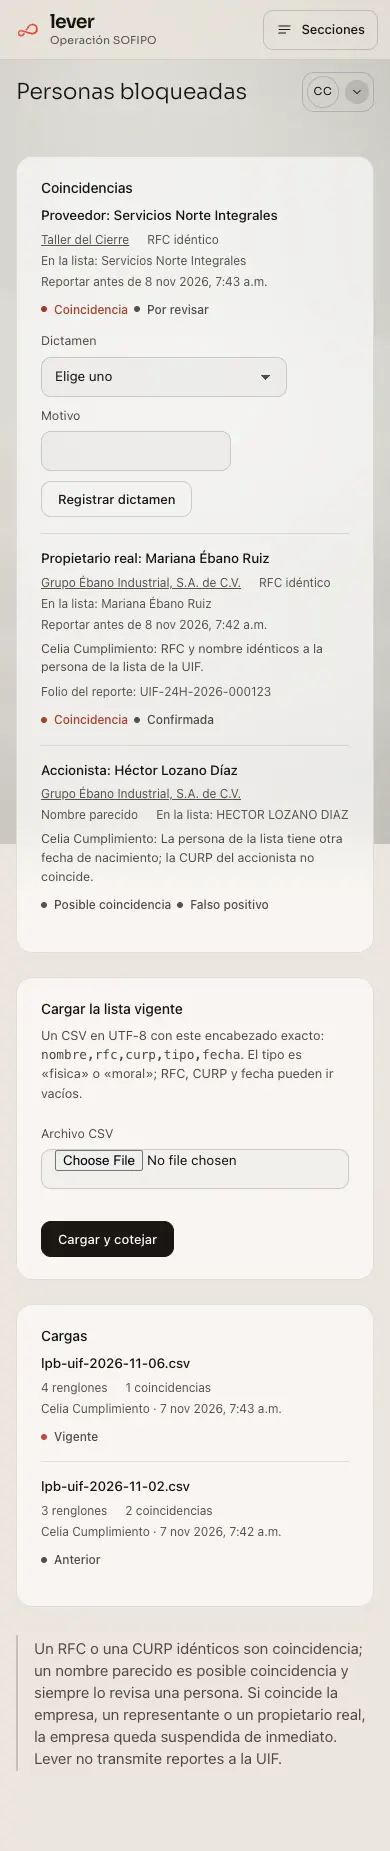 lever
Operación SOFIPO
Secciones
Personas bloqueadas
CC
Coincidencias
Proveedor: Servicios Norte Integrales
Taller del Cierre RFC idéntico
En la lista: Servicios Norte Integrales
Reportar antes de 8 nov 2026, 7:43 a.m.
Coincidencia Por revisar
Dictamen
Elige uno
Motivo
Registrar dictamen
Propietario real: Mariana Ébano Ruiz
Grupo Ébano Industrial, S.A. de C.V. RFC idéntico
En la lista: Mariana Ébano Ruiz
Reportar antes de 8 nov 2026, 7:42 a.m.
Celia Cumplimiento: RFC y nombre idénticos a la
persona de la lista de la UIF.
Folio del reporte: UIF-24H-2026-000123
Coincidencia Confirmada
Accionista: Héctor Lozano Díaz
Grupo Ébano Industrial, S.A. de C.V.
Nombre parecido En la lista: HECTOR LOZANO DIAZ
Celia Cumplimiento: La persona de la lista tiene otra
fecha de nacimiento; la CURP del accionista no
coincide.
Posible coincidencia Falso positivo
Cargar la lista vigente
Un CSV en UTF-8 con este encabezado exacto:
nombre,rfc,curp,tipo,fecha. El tipo es
«fisica» o «moral»; RFC, CURP y fecha pueden ir
vacíos.
Archivo CSV
Choose File No file chosen
Cargar y cotejar
Cargas
lpb-uif-2026-11-06.csv
4 renglones 1 coincidencias
Celia Cumplimiento · 7 nov 2026, 7:43 a.m.
Vigente
lpb-uif-2026-11-02.csv
3 renglones 2 coincidencias
Celia Cumplimiento · 7 nov 2026, 7:42 a.m.
Anterior
Un RFC o una CURP idénticos son coincidencia;
un nombre parecido es posible coincidencia y
siempre lo revisa una persona. Si coincide la
empresa, un representante o un propietario real,
la empresa queda suspendida de inmediato.
Lever no transmite reportes a la UIF.